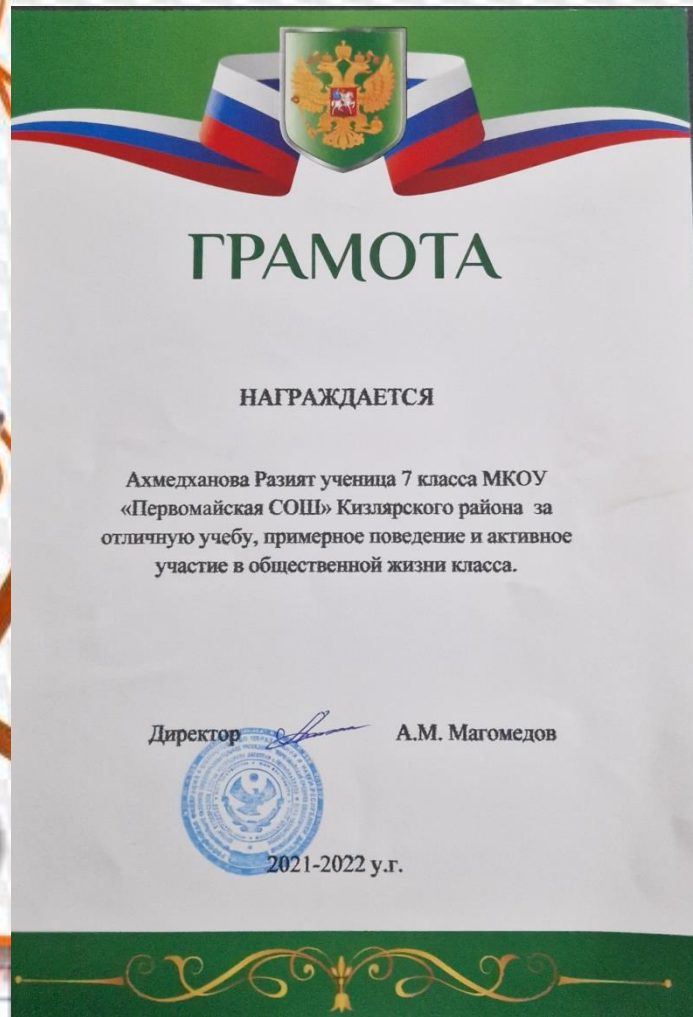 ГРАМОТА
НАГРАЖДАЕТСЯ
Ахмедханова Разият ученица 7 класса МКОУ
«Первомайская СОШ» Кизлярского района за
отличную учебу, примерное поведение и активное
участие в общественной жизни класса.
Директор А.М. Магомедов
2021-2022 у.г.